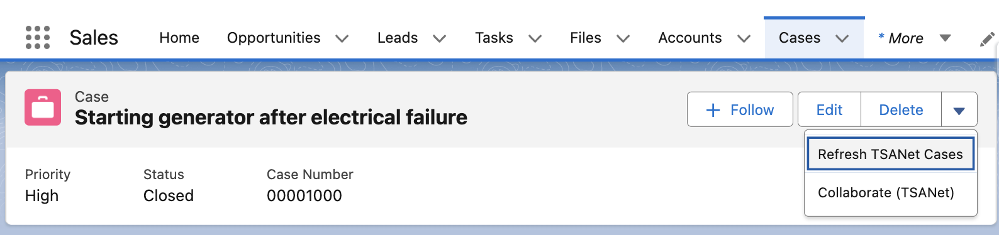 Sales Home Opportunities Leads Tasks Files Accounts Cases * More
Case
Starting generator after electrical failure
+ Follow Edit Delete
Refresh TSANet Cases
Collaborate (TSANet)
Priority Status Case Number
High Closed 00001000